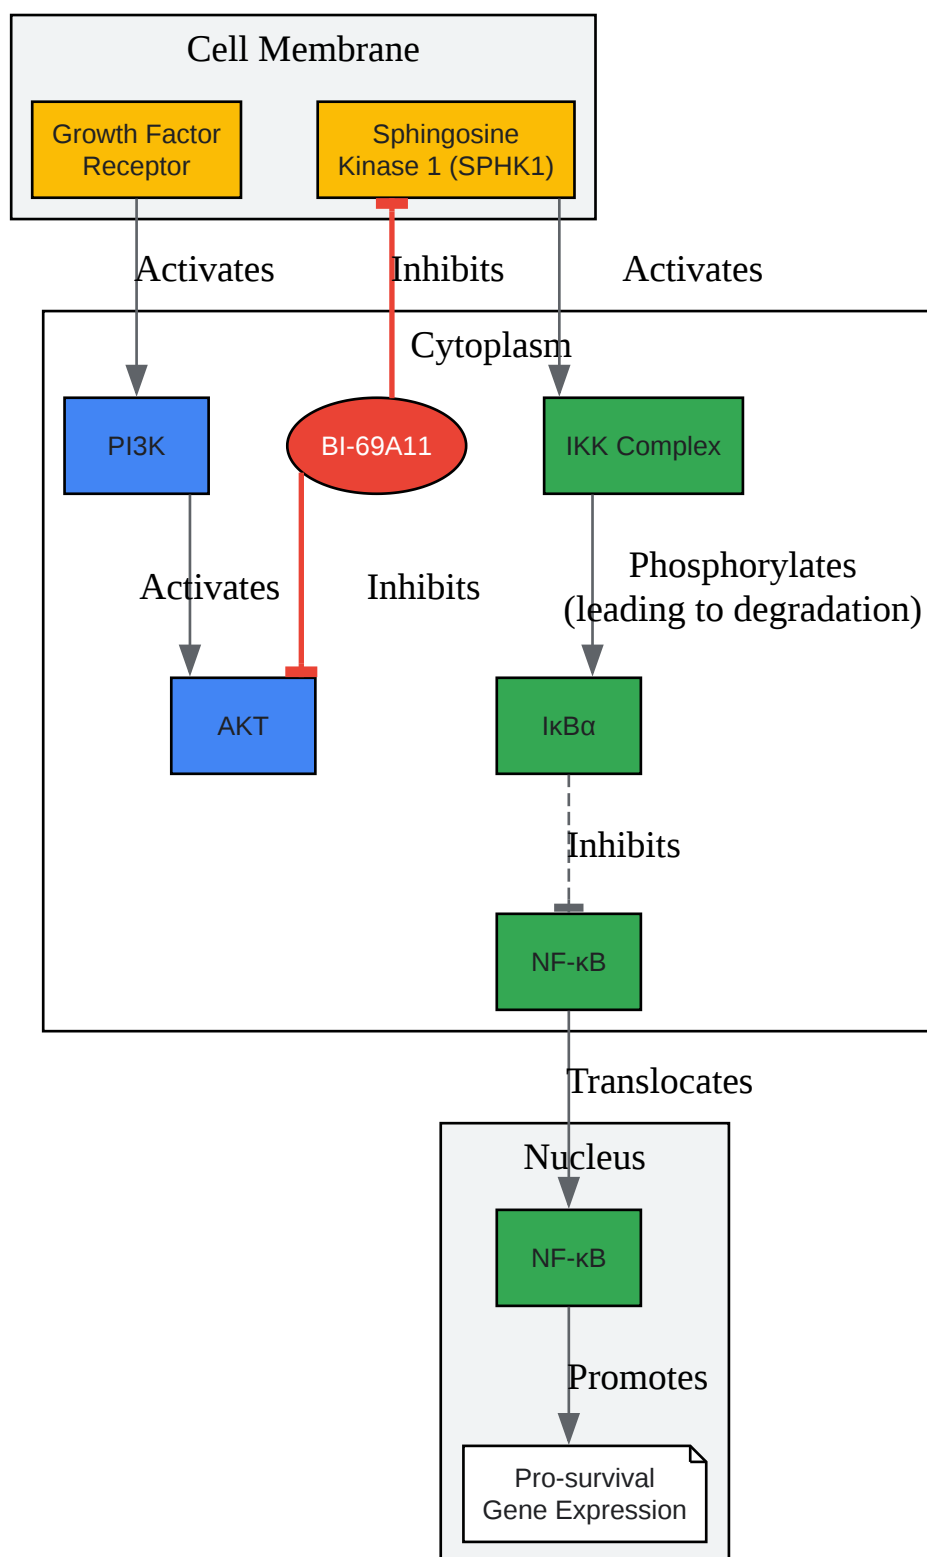 Cell Membrane
Growth Factor
Receptor
Sphingosine
Kinase 1 (SPHK1)
Activates
Inhibits
Activates
Cytoplasm
PI3K
BI-69A11
IKK Complex
Activates
Inhibits
Phosphorylates
(leading to degradation)
AKT
IκBα
Inhibits
NF-κB
Translocates
Nucleus
NF-κB
Promotes
Pro-survival
Gene Expression